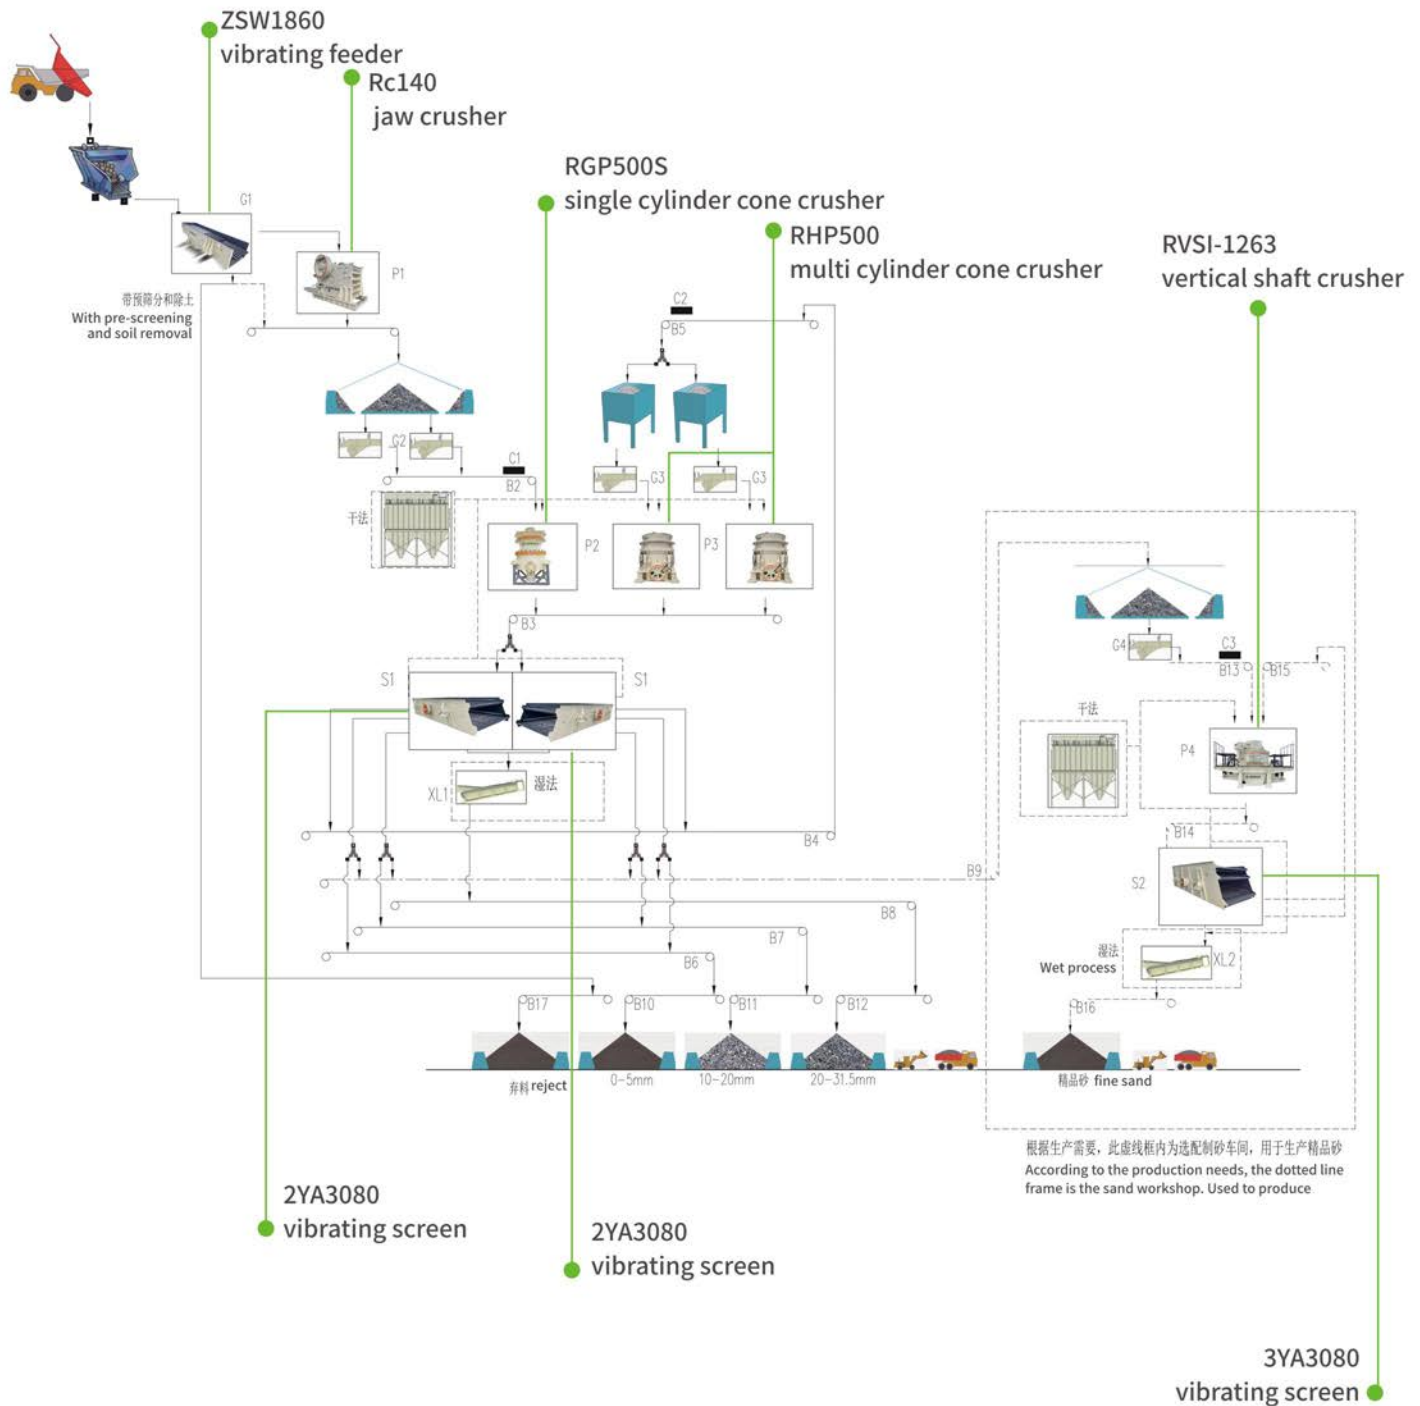 ZSW1860
vibrating feeder
Rc140
jaw crusher
RGP500S
single cylinder cone crusher
RHP500
multi cylinder cone crusher
RVSI-1263
vertical shaft crusher
G1
P1
带预筛分和除土
With pre-screening
and soil removal
C2
B5
G2
C1
B2
G3
G3
干法
P2
P3
B3
G4
C3
B13
B15
S1
S1
干法
P4
XL1
湿法
B4
B14
B9
S2
B8
B7
湿法
Wet process
XL2
B6
B17
B10
B11
B12
B16
弃料 reject
0-5mm
10-20mm
20-31.5mm
精品砂 fine sand
根据生产需要，此虚线框内为选配制砂车间，用于生产精品砂
According to the production needs, the dotted line
frame is the sand workshop. Used to produce
2YA3080
vibrating screen
2YA3080
vibrating screen
3YA3080
vibrating screen